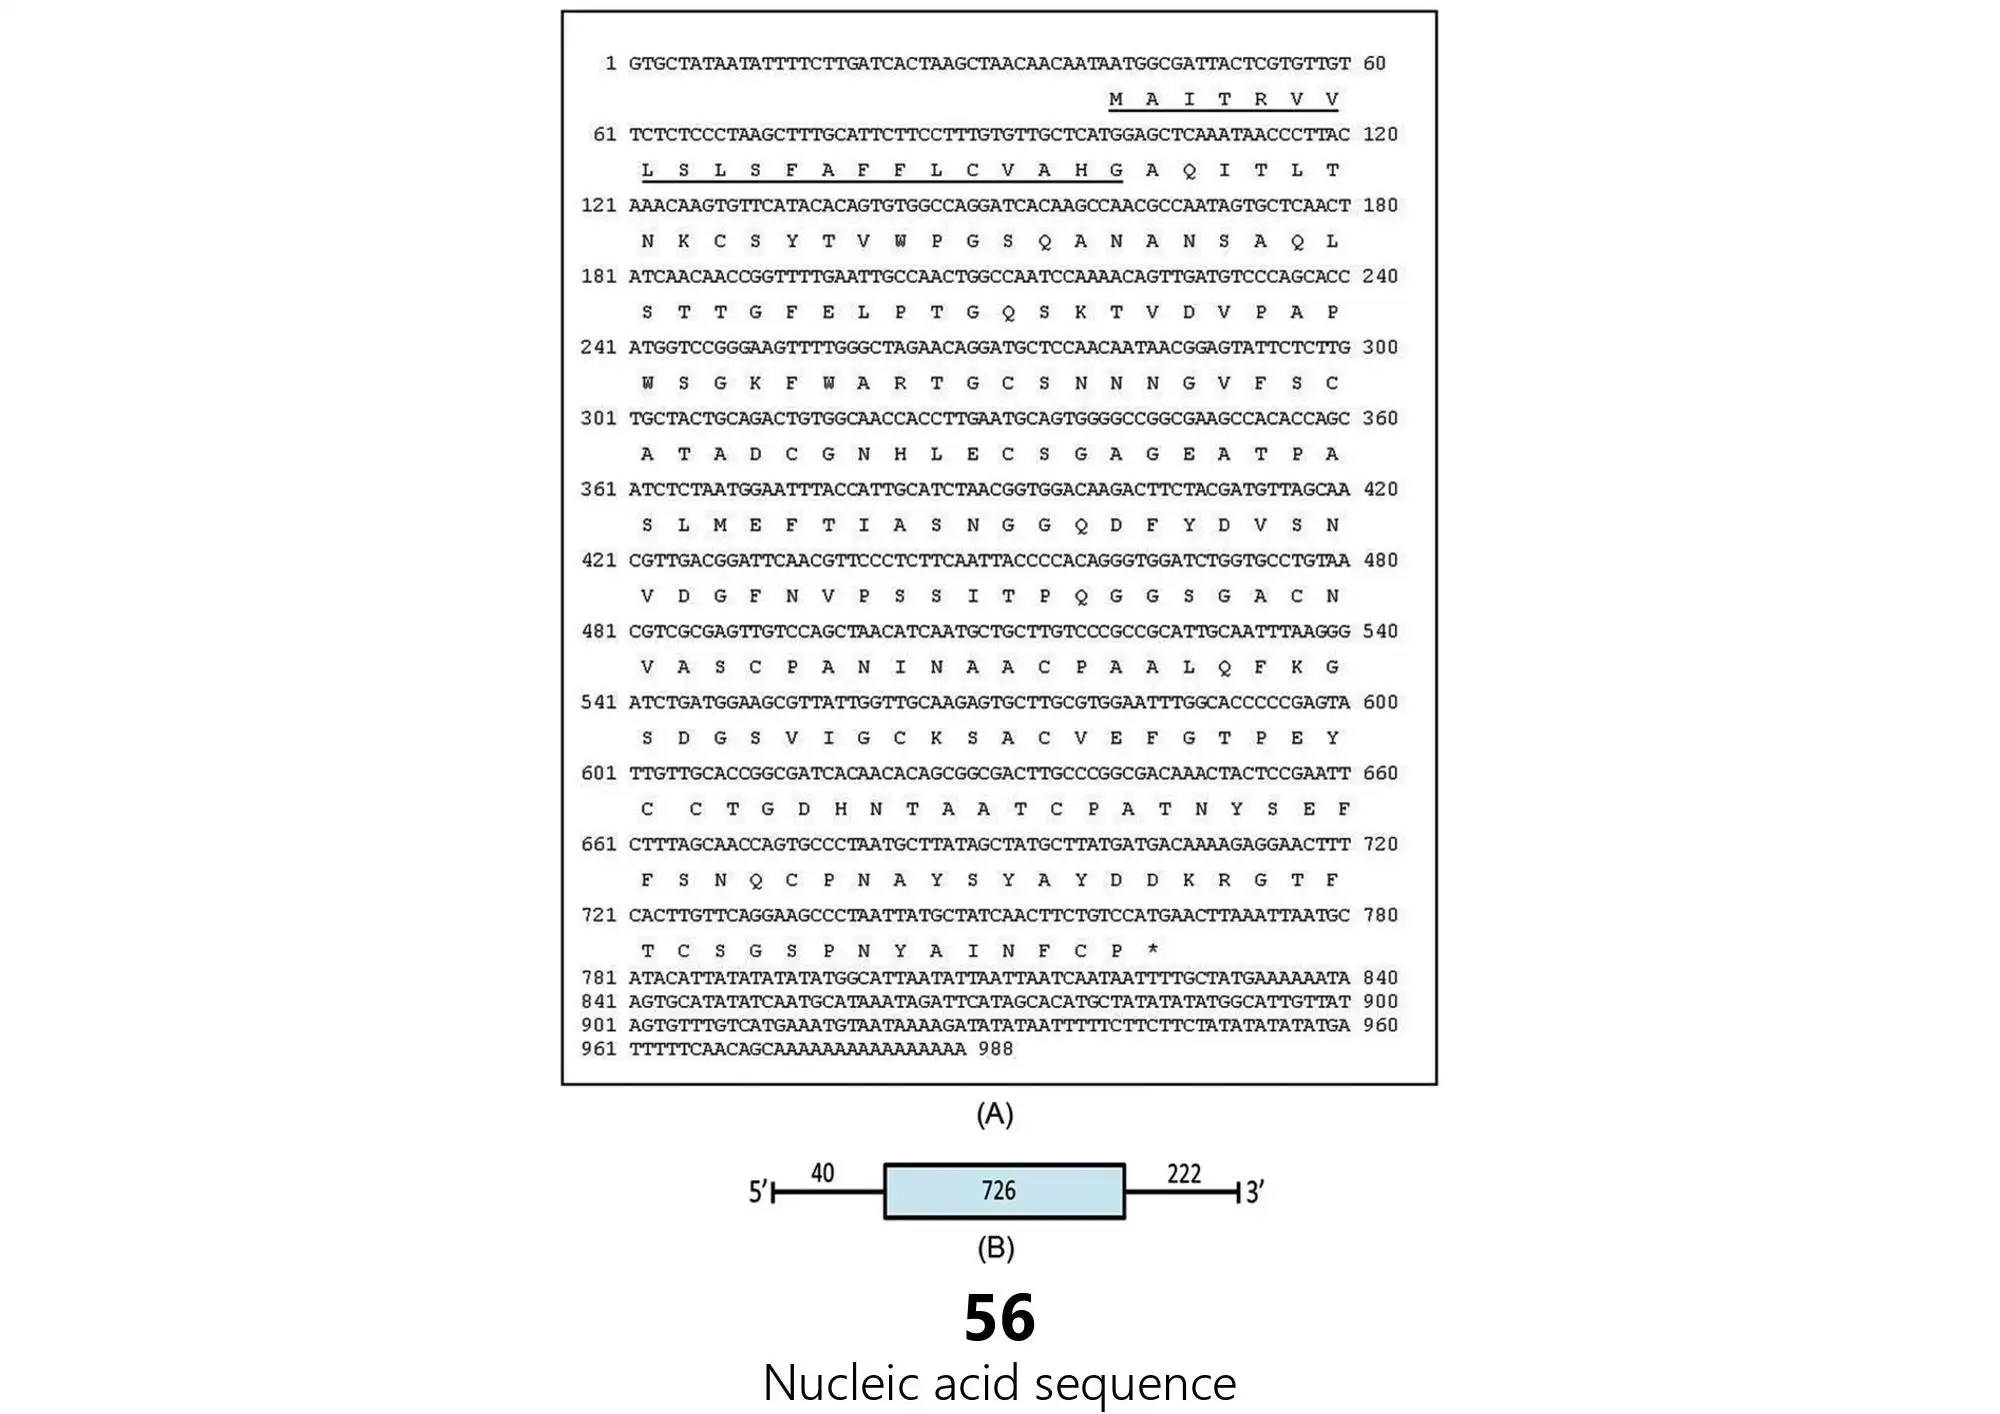 1 GTGCTATAATATTTTCTTGATCACTAAGCTAACAACAATAATGGCGATTACTCGTGTTGT 60
M A I T R V V
61 TCTCTCCCTAAGCTTTGCATTCTTCCTTTGTGTTGCTCATGGAGCTCAAATAACCCTTAC 120
L S L S F A F F L C V A H G A Q I T L T
121 AAACAAGTGTTCATACACAGTGTGGCCAGGATCACAAGCCAACGCCAATAGTGCTCAACT 180
N K C S Y T V W P G S Q A N A N S A Q L
181 ATCAACAACCGGTTTTGAATTGCCAACTGGCCAATCCAAAACAGTTGATGTCCCAGCACC 240
S T T G F E L P T G Q S K T V D V P A P
241 ATGGTCCGGGAAGTTTTGGGCTAGAACAGGATGCTCCAACAATAACGGAGTATTCTCTTG 300
W S G K F W A R T G C S N N N G V F S C
301 TGCTACTGCAGACTGTGGCAACCACCTTGAATGCAGTGGGGCCGGCGAAGCCACACCAGC 360
A T A D C G N H L E C S G A G E A T P A
361 ATCTCTAATGGAATTTACCATTGCATCTAACGGTGGACAAGACTTCTACGATGTTAGCAA 420
S L M E F T I A S N G G Q D F Y D V S N
421 CGTTGACGGATTCAACGTTCCCTCTTCAATTACCCCACAGGGTGGATCTGGTGCCTGTAA 480
V D G F N V P S S I T P Q G G S G A C N
481 CGTCGCGAGTTGTCCAGCTAACATCAATGCTGCTTGTCCCGCCGCATTGCAATTTAAGGG 540
V A S C P A N I N A A C P A A L Q F K G
541 ATCTGATGGAAGCGTTATTGGTTGCAAGAGTGCTTGCGTGGAATTTGGCACCCCCGAGTA 600
S D G S V I G C K S A C V E F G T P E Y
601 TTGTTGCACCGGCGATCACAACACAGCGGCGACTTGCCCGGCGACAAACTACTCCGAATT 660
C C T G D H N T A A T C P A T N Y S E F
661 CTTTAGCAACCAGTGCCCTAATGCTTATAGCTATGCTTATGATGACAAAAGAGGAACTTT 720
F S N Q C P N A Y S Y A Y D D K R G T F
721 CACTTGTTCAGGAAGCCCTAATTATGCTATCAACTTCTGTCCATGAACTTAAATTAATGC 780
T C S G S P N Y A I N F C P *
781 ATACATTATATATATATGGCATTAATATTAATTAATCAATAATTTTGCTATGAAAAAATA 840
841 AGTGCATATATCAATGCATAAATAGATTCATAGCACATGCTATATATATGGCATTGTTAT 900
901 AGTGTTTGTCATGAAATGTAATAAAAGATATATAATTTTTCTTCTTCTATATATATATGA 960
961 TTTTTCAACAGCAAAAAAAAAAAAAAAA 988
(A)
5′ 40 726 222 3′
(B)
56
Nucleic acid sequence